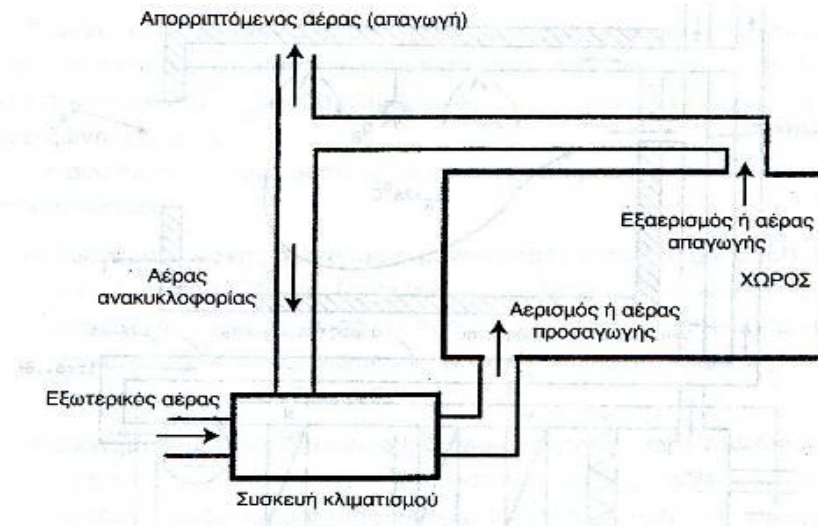 Απορριπτόμενος αέρας (απαγωγή)
Εξαερισμός ή αέρας
απαγωγής
Αέρας
ανακυκλοφορίας
ΧΩΡΟΣ
Αερισμός ή αέρας
προσαγωγής
Εξωτερικός αέρας
Συσκευή κλιματισμού